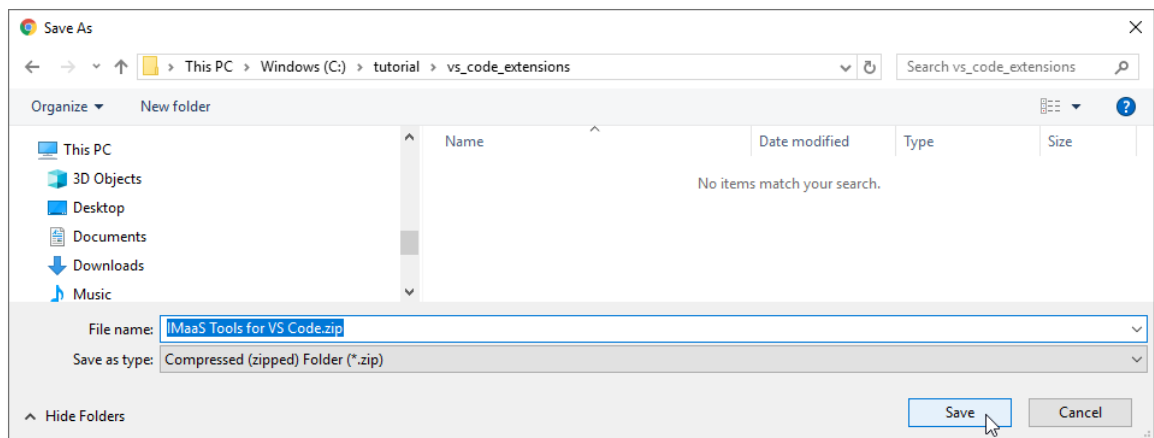 Save As
This PC > Windows (C:) > tutorial > vs_code_extensions
Search vs_code_extensions
Organize
New folder
?
Name Date modified Type Size
This PC
3D Objects
Desktop
Documents
Downloads
Music
No items match your search.
File name: IMaaS Tools for VS Code.zip
Save as type: Compressed (zipped) Folder (*.zip)
Hide Folders
Save
Cancel